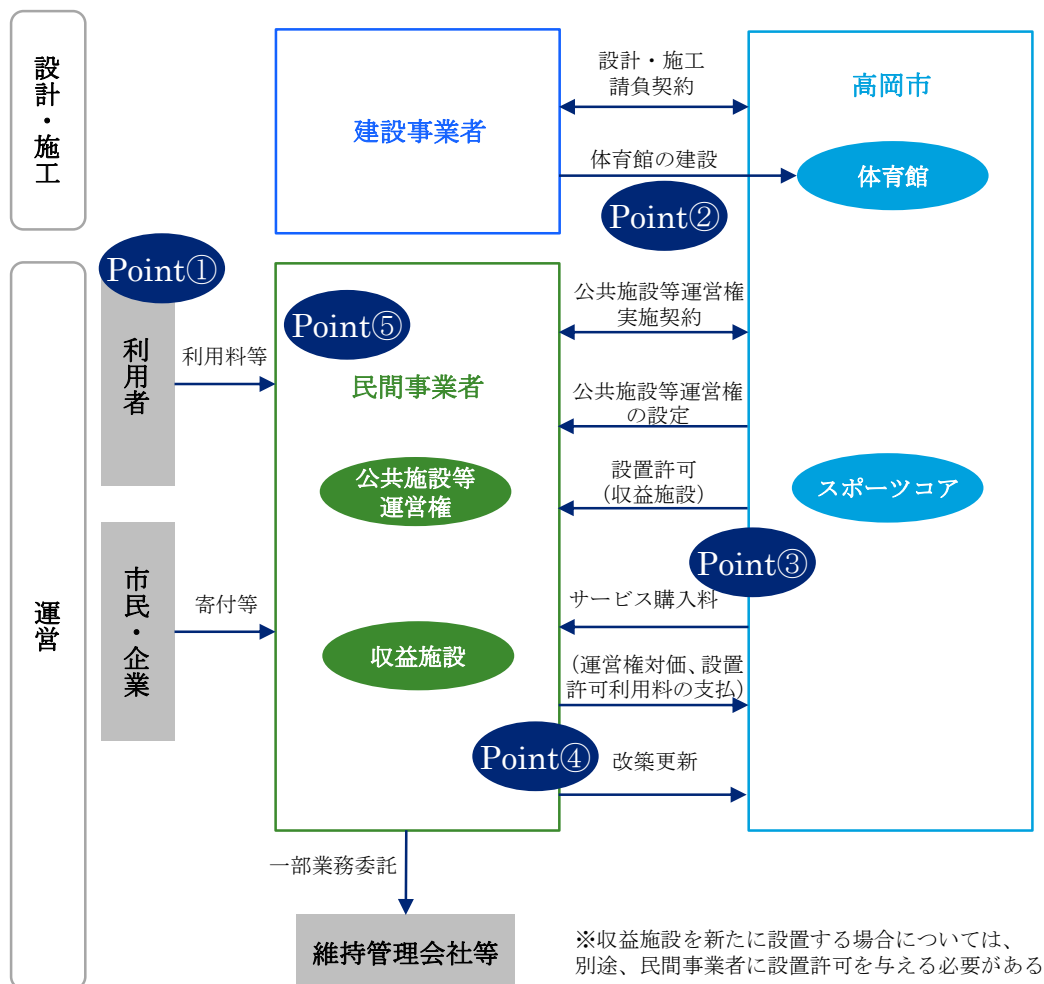 設計・施工
建設事業者
設計・施工
請負契約
体育館の建設
Point②
高岡市
体育館
運営
Point①
利用者
利用料等
市民・企業
寄付等
Point⑤
民間事業者
公共施設等
運営権
収益施設
公共施設等運営権
実施契約
公共施設等運営権
の設定
設置許可
（収益施設）
スポーツコア
Point③
サービス購入料
（運営権対価、設置
許可利用料の支払）
Point④
改築更新
一部業務委託
維持管理会社等
※収益施設を新たに設置する場合については、
別途、民間事業者に設置許可を与える必要がある